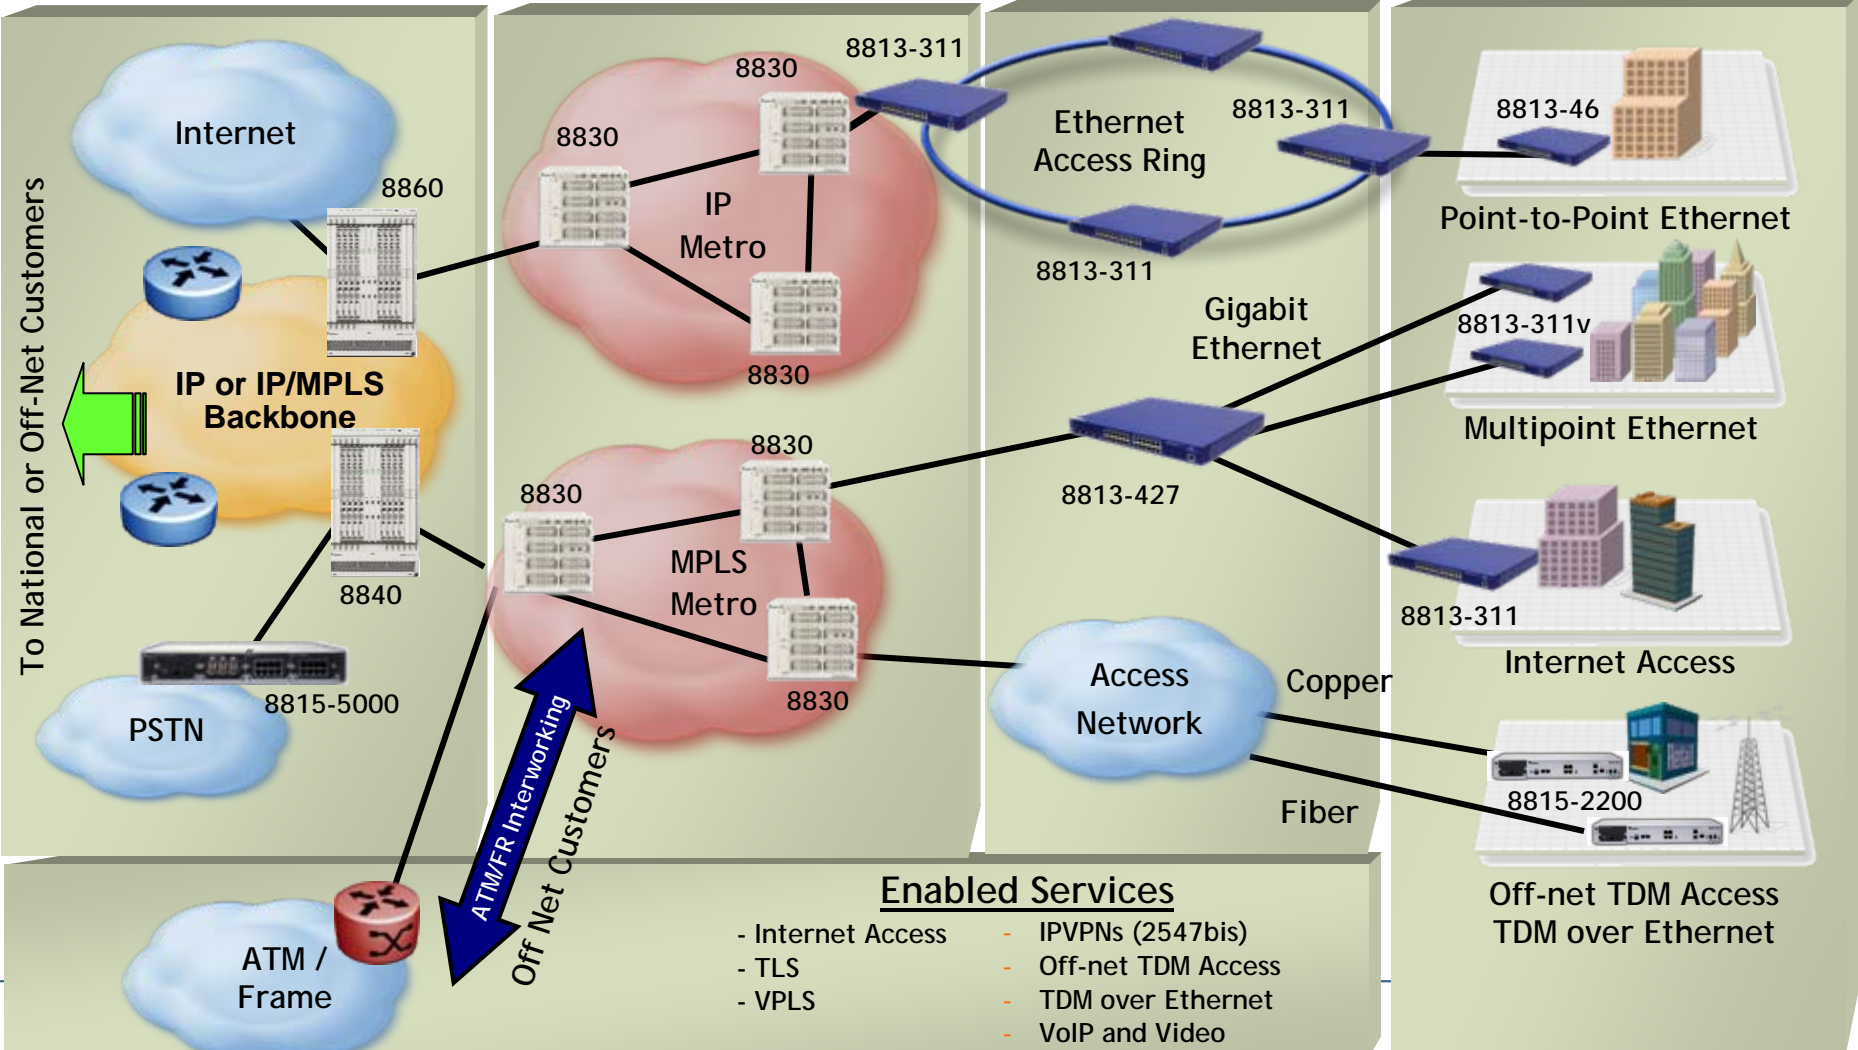 To National or Off-Net Customers
Internet
8860
IP or IP/MPLS
Backbone
8840
8815-5000
PSTN
8830
8830
IP
Metro
8830
8830
8830
MPLS
Metro
8830
ATM/FR Interworking
Off Net Customers
8813-311
Ethernet
Access Ring
8813-311
8813-311
Gigabit
Ethernet
8813-427
Access
Network
Copper
Fiber
8813-46
Point-to-Point Ethernet
8813-311v
Multipoint Ethernet
8813-311
Internet Access
8815-2200
Off-net TDM Access
TDM over Ethernet
ATM /
Frame
Enabled Services
- Internet Access
- TLS
- VPLS
- IPVPNs (2547bis)
- Off-net TDM Access
- TDM over Ethernet
- VoIP and Video